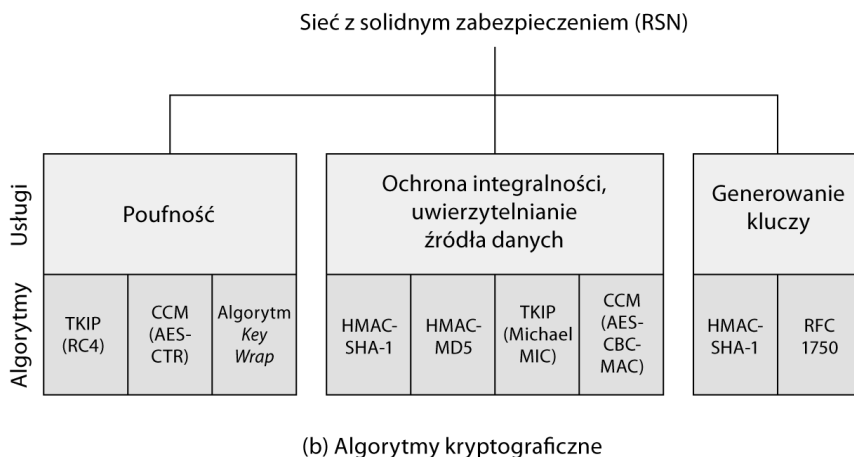 Sieć z solidnym zabezpieczeniem (RSN)
Usługi
Poufność
Ochrona integralności,
uwierzytelnianie
źródła danych
Generowanie
kluczy
Algorytmy
TKIP
(RC4)
CCM
(AES-
CTR)
Algorytm
Key
Wrap
HMAC-
SHA-1
HMAC-
MD5
TKIP
(Michael
MIC)
CCM
(AES-
CBC-
MAC)
HMAC-
SHA-1
RFC
1750
(b) Algorytmy kryptograficzne